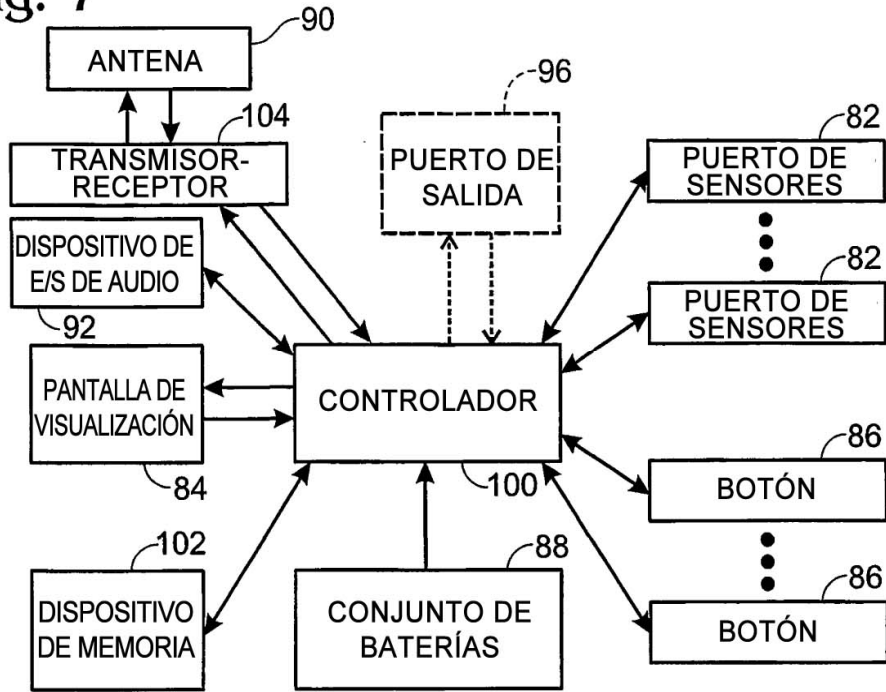 90
ANTENA
104
TRANSMISOR-
RECEPTOR
96
PUERTO DE
SALIDA
82
PUERTO DE
SENSORES
82
PUERTO DE
SENSORES
DISPOSITIVO DE
E/S DE AUDIO
92
PANTALLA DE
VISUALIZACIÓN
84
CONTROLADOR
100
86
BOTÓN
86
BOTÓN
102
DISPOSITIVO
DE MEMORIA
88
CONJUNTO DE
BATERÍAS